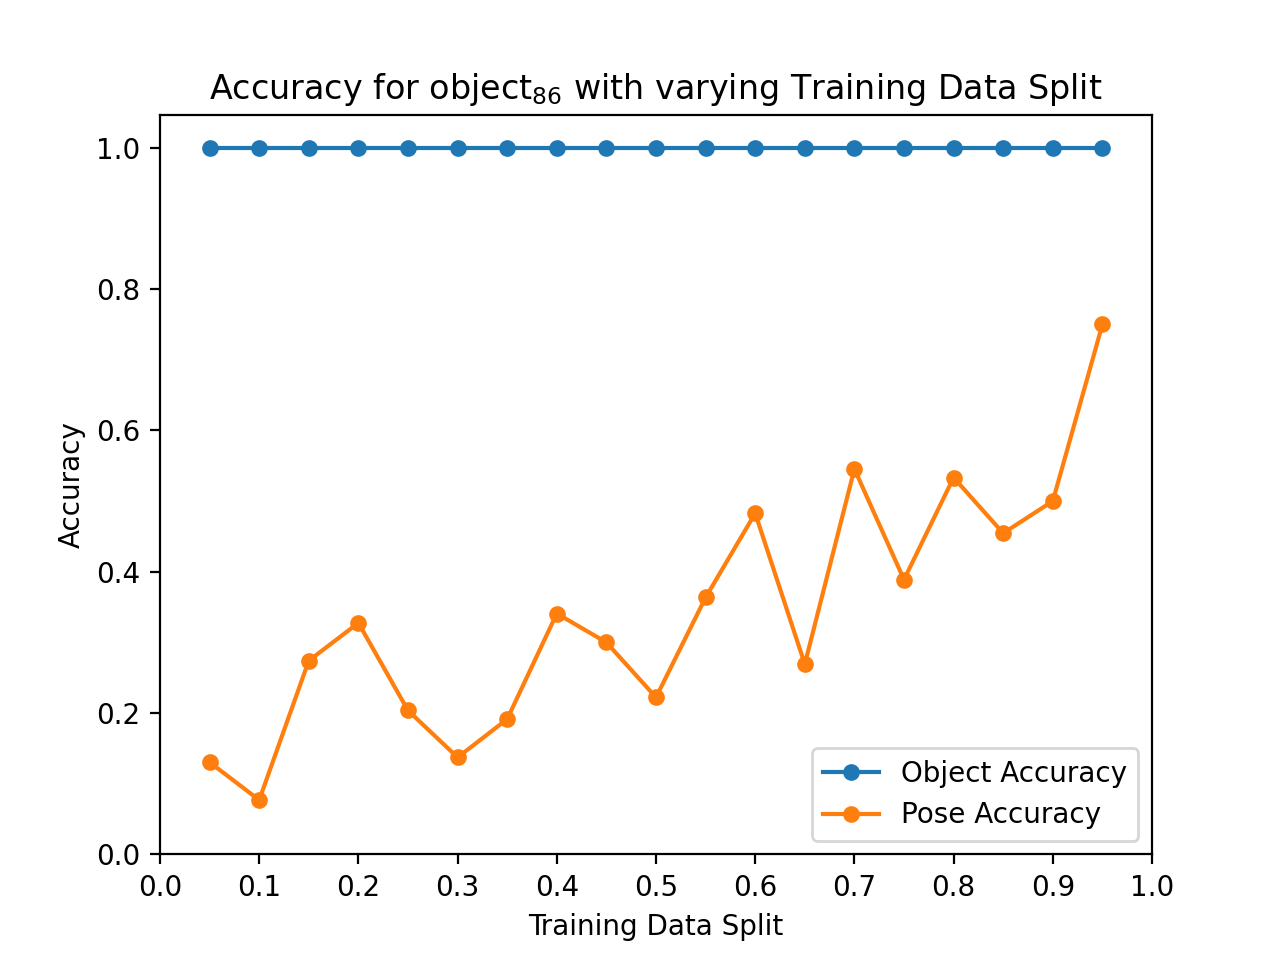 Accuracy for object₈₆ with varying Training Data Split
1.0
0.8
0.6
0.4
0.2
0.0
Accuracy
Object Accuracy
Pose Accuracy
0.0 0.1 0.2 0.3 0.4 0.5 0.6 0.7 0.8 0.9 1.0
Training Data Split